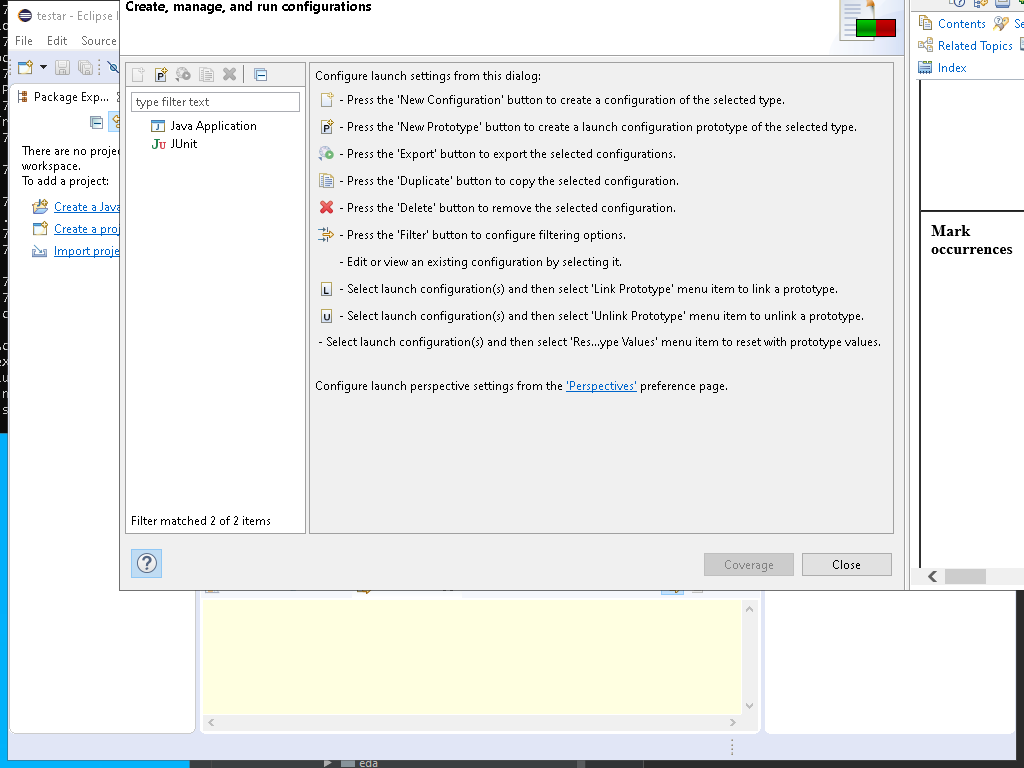 Create, manage, and run configurations
testar - Eclipse I
File Edit Source
Package Exp...
There are no proje
workspace.
To add a project:
Create a Java
Create a proj
Import proje
type filter text
Java Application
JUnit
Filter matched 2 of 2 items
Configure launch settings from this dialog:
- Press the 'New Configuration' button to create a configuration of the selected type.
- Press the 'New Prototype' button to create a launch configuration prototype of the selected type.
- Press the 'Export' button to export the selected configurations.
- Press the 'Duplicate' button to copy the selected configuration.
- Press the 'Delete' button to remove the selected configuration.
- Press the 'Filter' button to configure filtering options.
- Edit or view an existing configuration by selecting it.
- Select launch configuration(s) and then select 'Link Prototype' menu item to link a prototype.
- Select launch configuration(s) and then select 'Unlink Prototype' menu item to unlink a prototype.
- Select launch configuration(s) and then select 'Res...ype Values' menu item to reset with prototype values.
Configure launch perspective settings from the 'Perspectives' preference page.
Coverage Close
Contents Se
Related Topics
Index
Mark
occurrences
eda